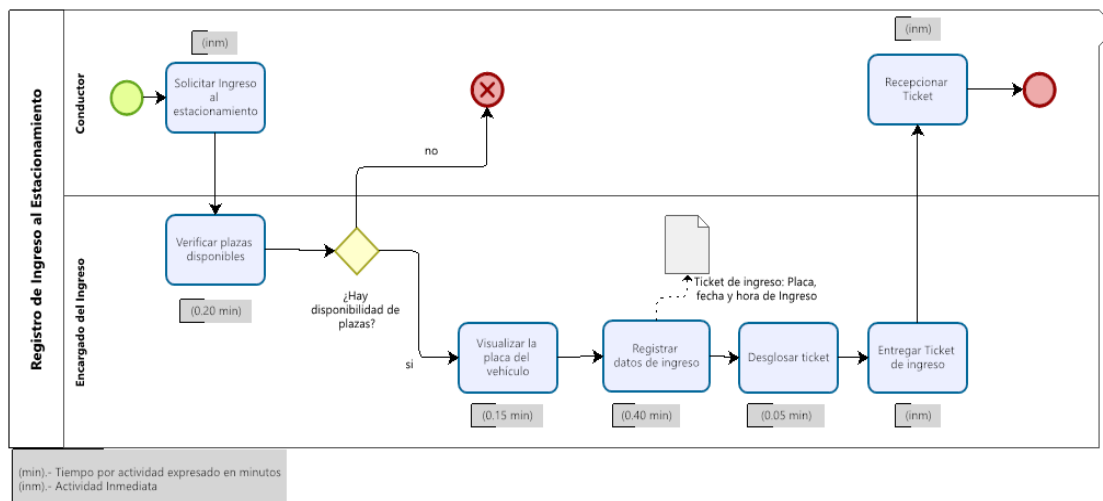 Registro de Ingreso al Estacionamiento
Conductor
(inm)
Solicitar Ingreso
al
estacionamiento
no
(inm)
Recepcionar
Ticket
Encargado del Ingreso
Verificar plazas
disponibles
(0.20 min)
¿Hay
disponibilidad de
plazas?
si
Visualizar la
placa del
vehículo
(0.15 min)
Ticket de ingreso: Placa,
fecha y hora de Ingreso
Registrar
datos de ingreso
(0.40 min)
Desglosar ticket
(0.05 min)
Entregar Ticket
de ingreso
(inm)
(min).- Tiempo por actividad expresado en minutos
(inm).- Actividad Inmediata